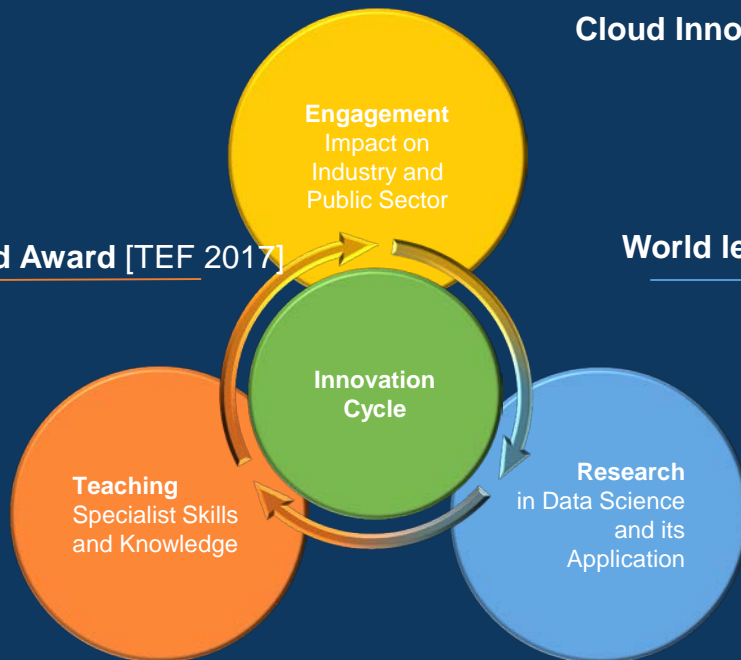 Cloud Inno
Engagement
Impact on
Industry and
Public Sector
d Award [TEF 2017]
World le
Innovation
Cycle
Teaching
Specialist Skills
and Knowledge
Research
in Data Science
and its
Application